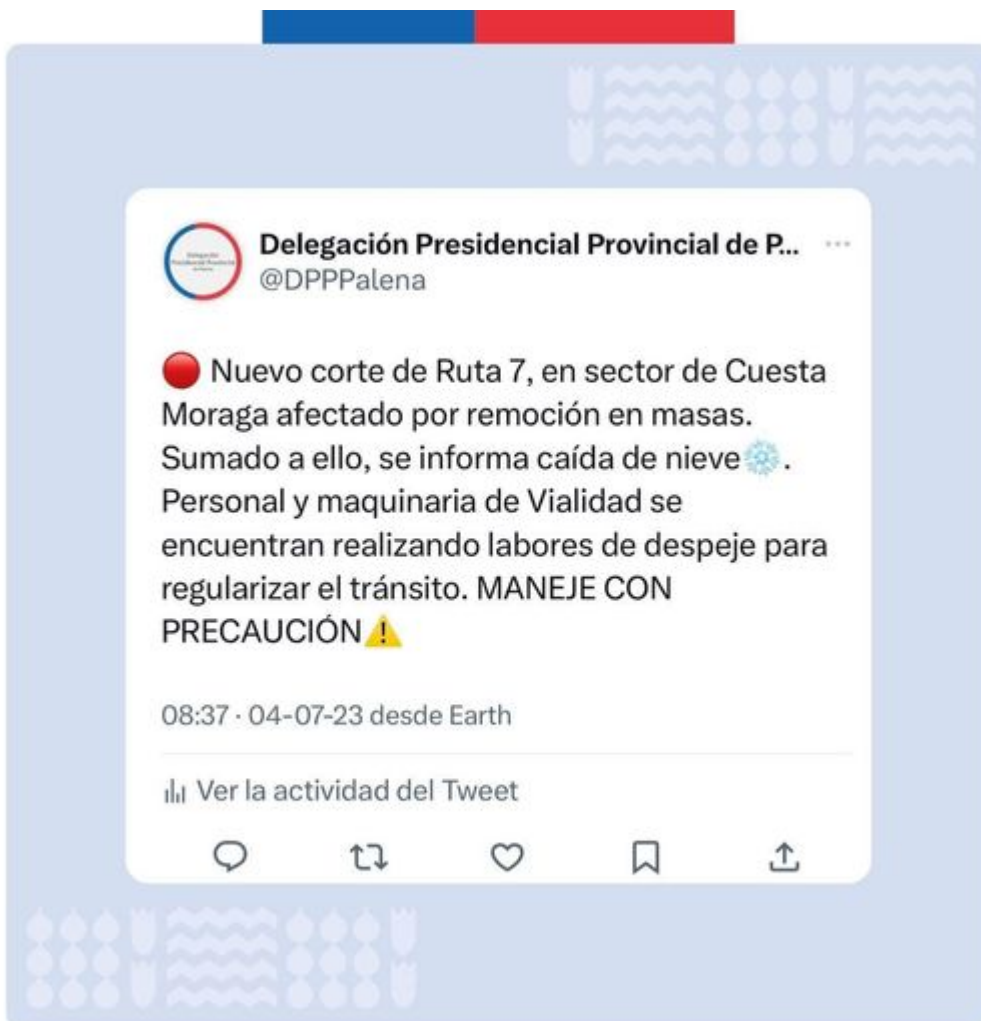 Delegación Presidencial Provincial de P...
@DPPPalena
🔴 Nuevo corte de Ruta 7, en sector de Cuesta
Moraga afectado por remoción en masas.
Sumado a ello, se informa caída de nieve❄️.
Personal y maquinaria de Vialidad se
encuentran realizando labores de despeje para
regularizar el tránsito. MANEJE CON
PRECAUCIÓN⚠️
08:37 · 04-07-23 desde Earth
Ver la actividad del Tweet